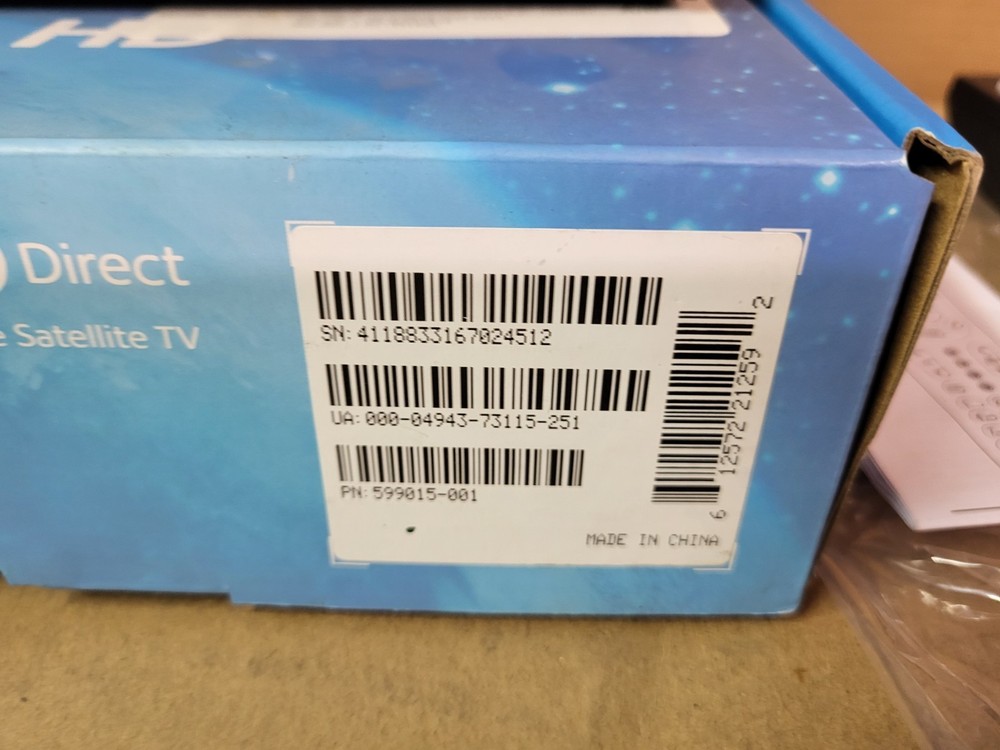 HD
Direct
e Satellite TV
SN: 4118833167024512
UA: 000-04943-73115-251
PN: 599015-001
6 12572 21259 2
MADE IN CHINA